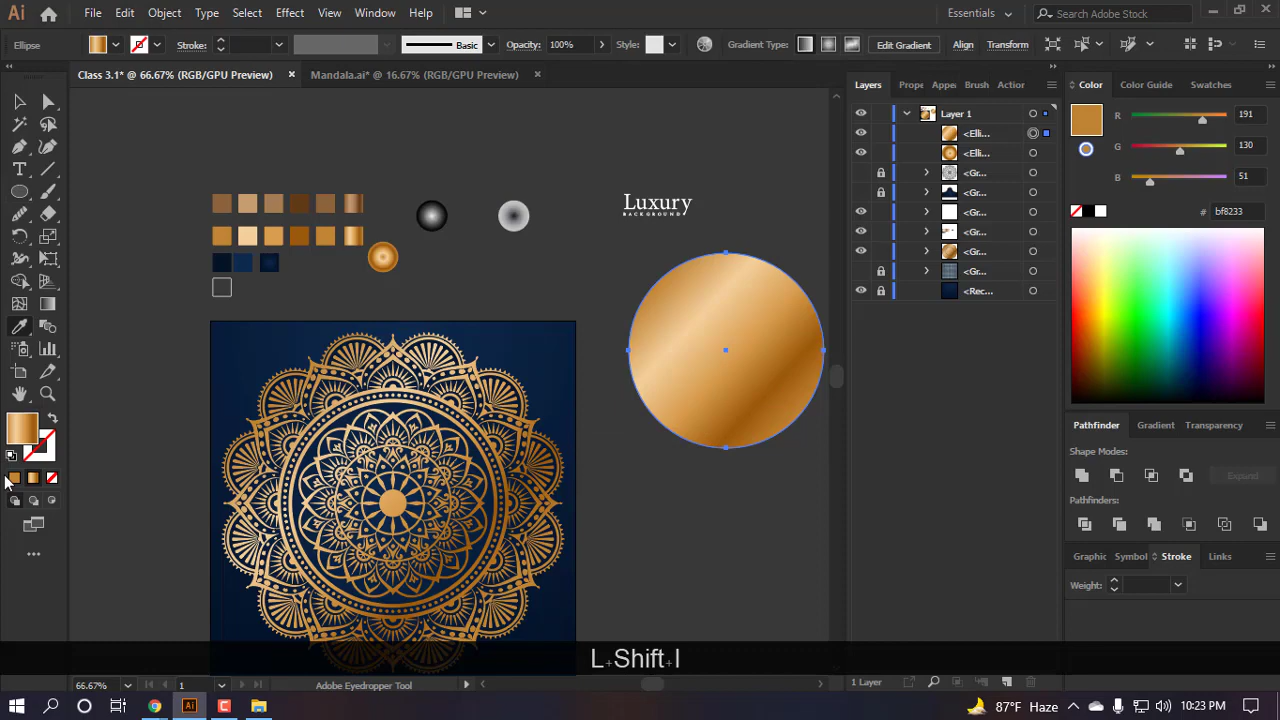 Ai File Edit Object Type Select Effect View Window Help Essentials Search Adobe Stock
Ellipse Stroke: Basic Opacity: 100% Style: Gradient Type: Edit Gradient Align Transform
Class 3.1* @ 66.67% (RGB/GPU Preview) Mandala.ai* @ 16.67% (RGB/GPU Preview)
Layers Prope Appea Brush Action Color Color Guide Swatches
Layer 1
<Elli...
<Elli...
<Gr...
<Gr...
<Gr...
<Gr...
<Gr...
<Gr...
<Rec...
R 191
G 130
B 51
# bf8233
Luxury
BACKGROUND
Pathfinder Gradient Transparency
Shape Modes:
Expand
Pathfinders:
Graphic Symbol Stroke Links
Weight:
L+Shift+I
66.67% 1 Adobe Eyedropper Tool 1 Layer
87°F Haze 10:23 PM